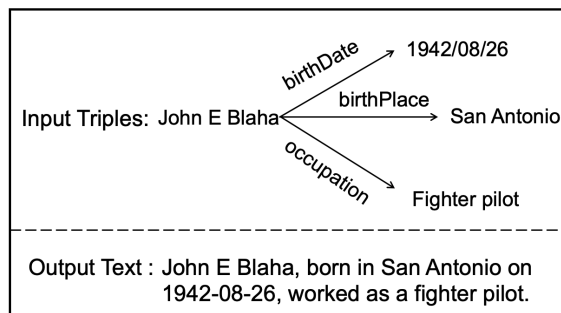 birthDate
1942/08/26
Input Triples: John E Blaha
birthPlace
San Antonio
occupation
Fighter pilot
Output Text : John E Blaha, born in San Antonio on
1942-08-26, worked as a fighter pilot.